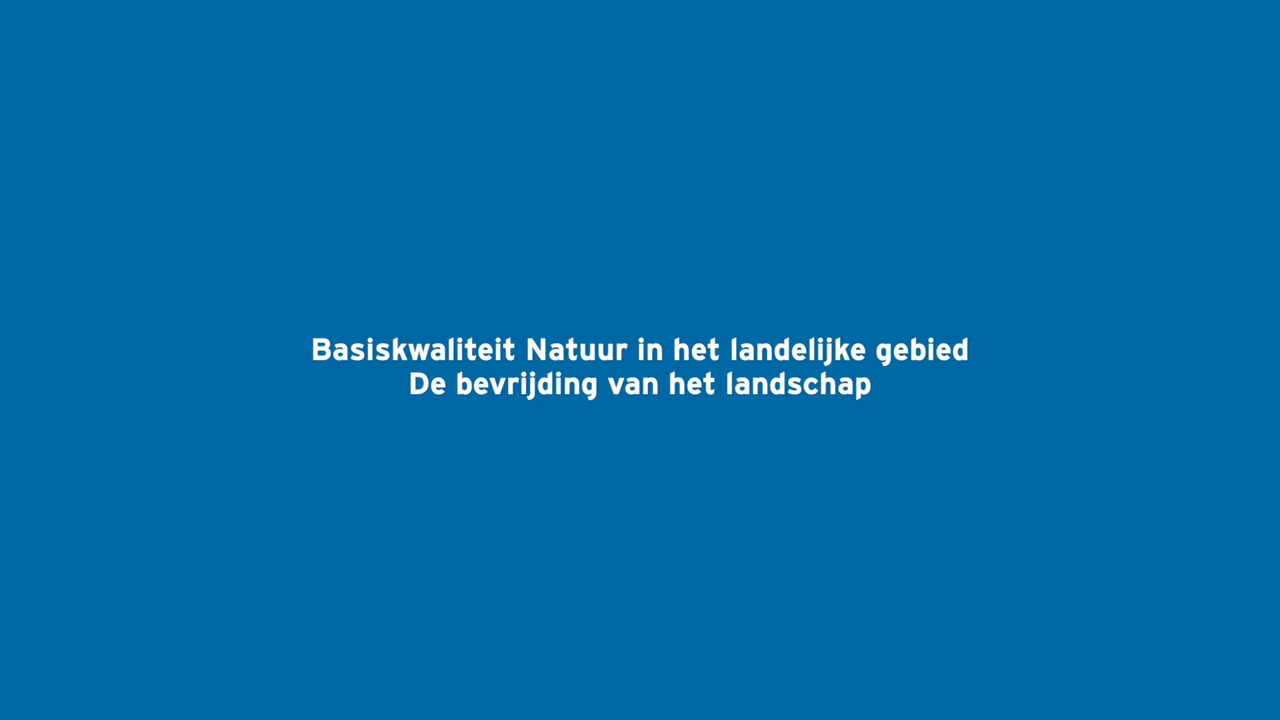 Basiskwaliteit Natuur in het landelijke gebied
De bevrijding van het landschap